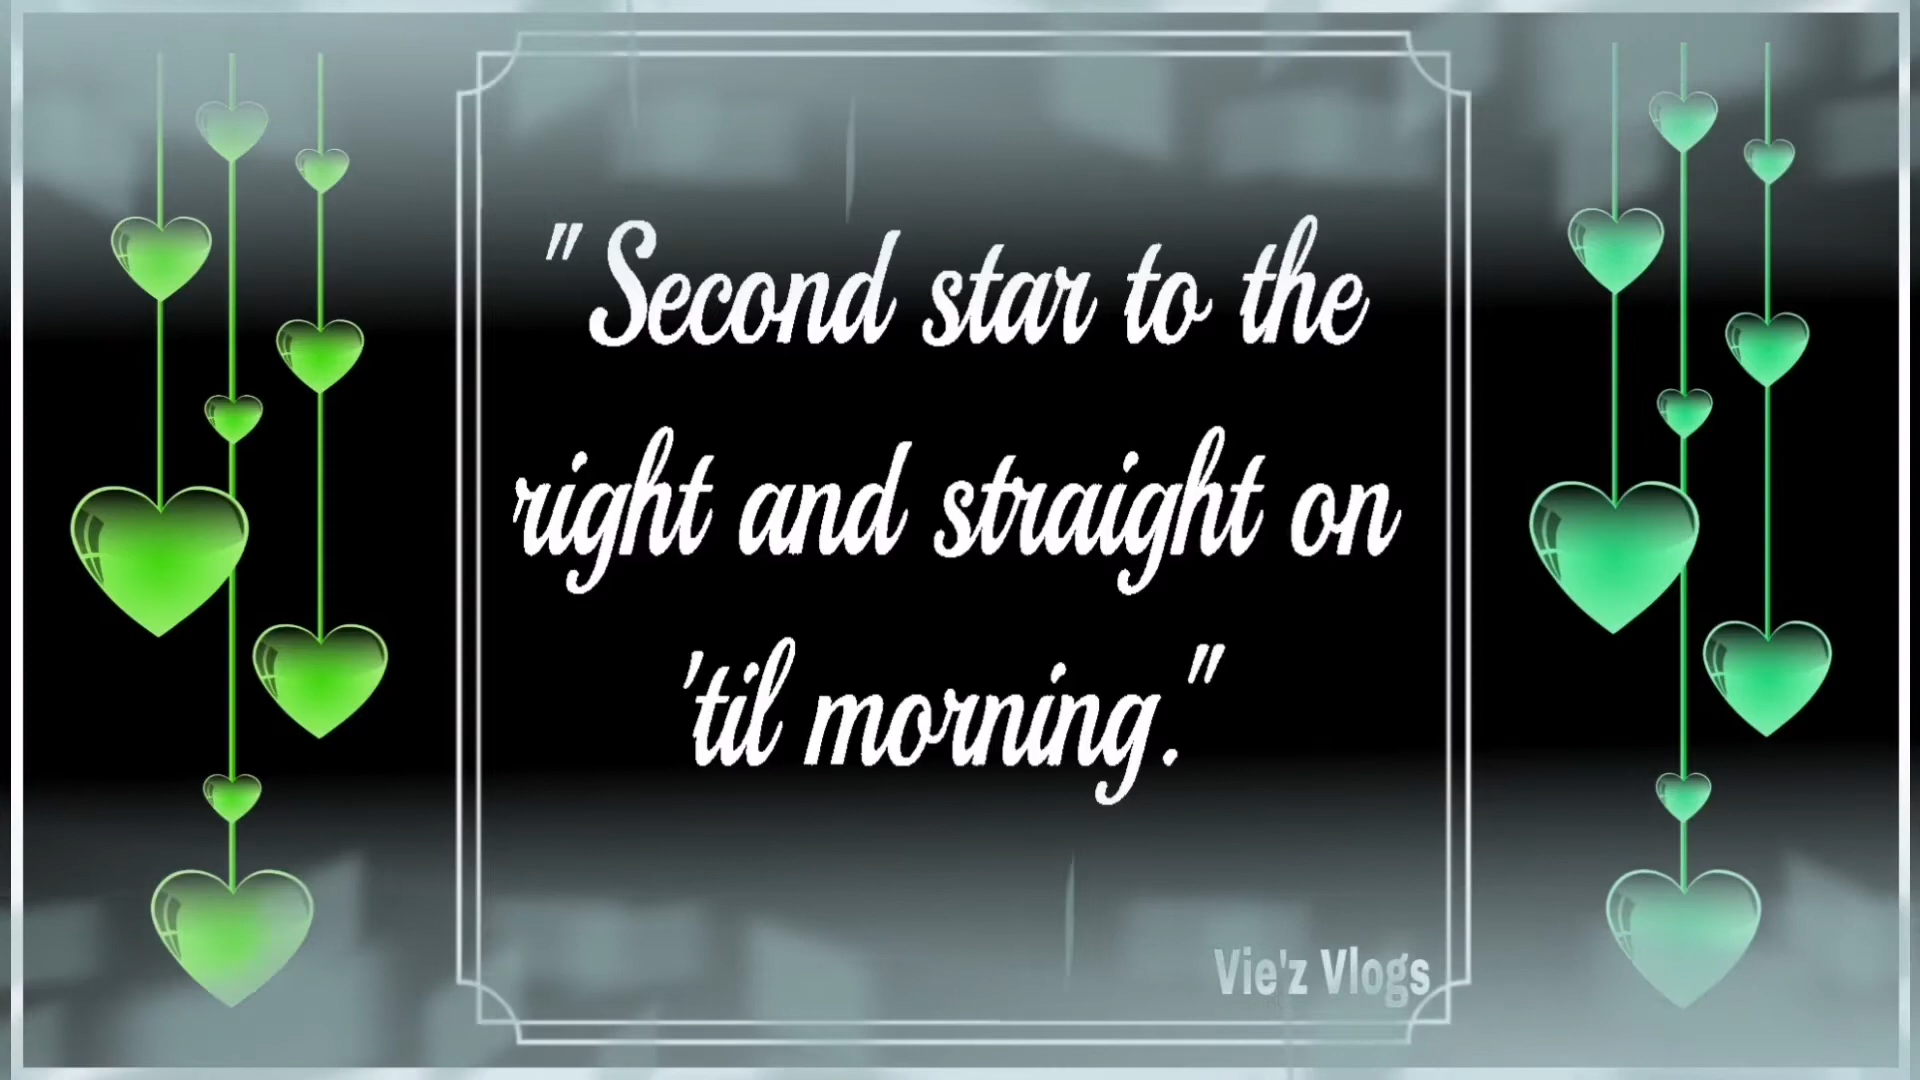 "Second star to the
right and straight on
'til morning."
Vie'z Vlogs